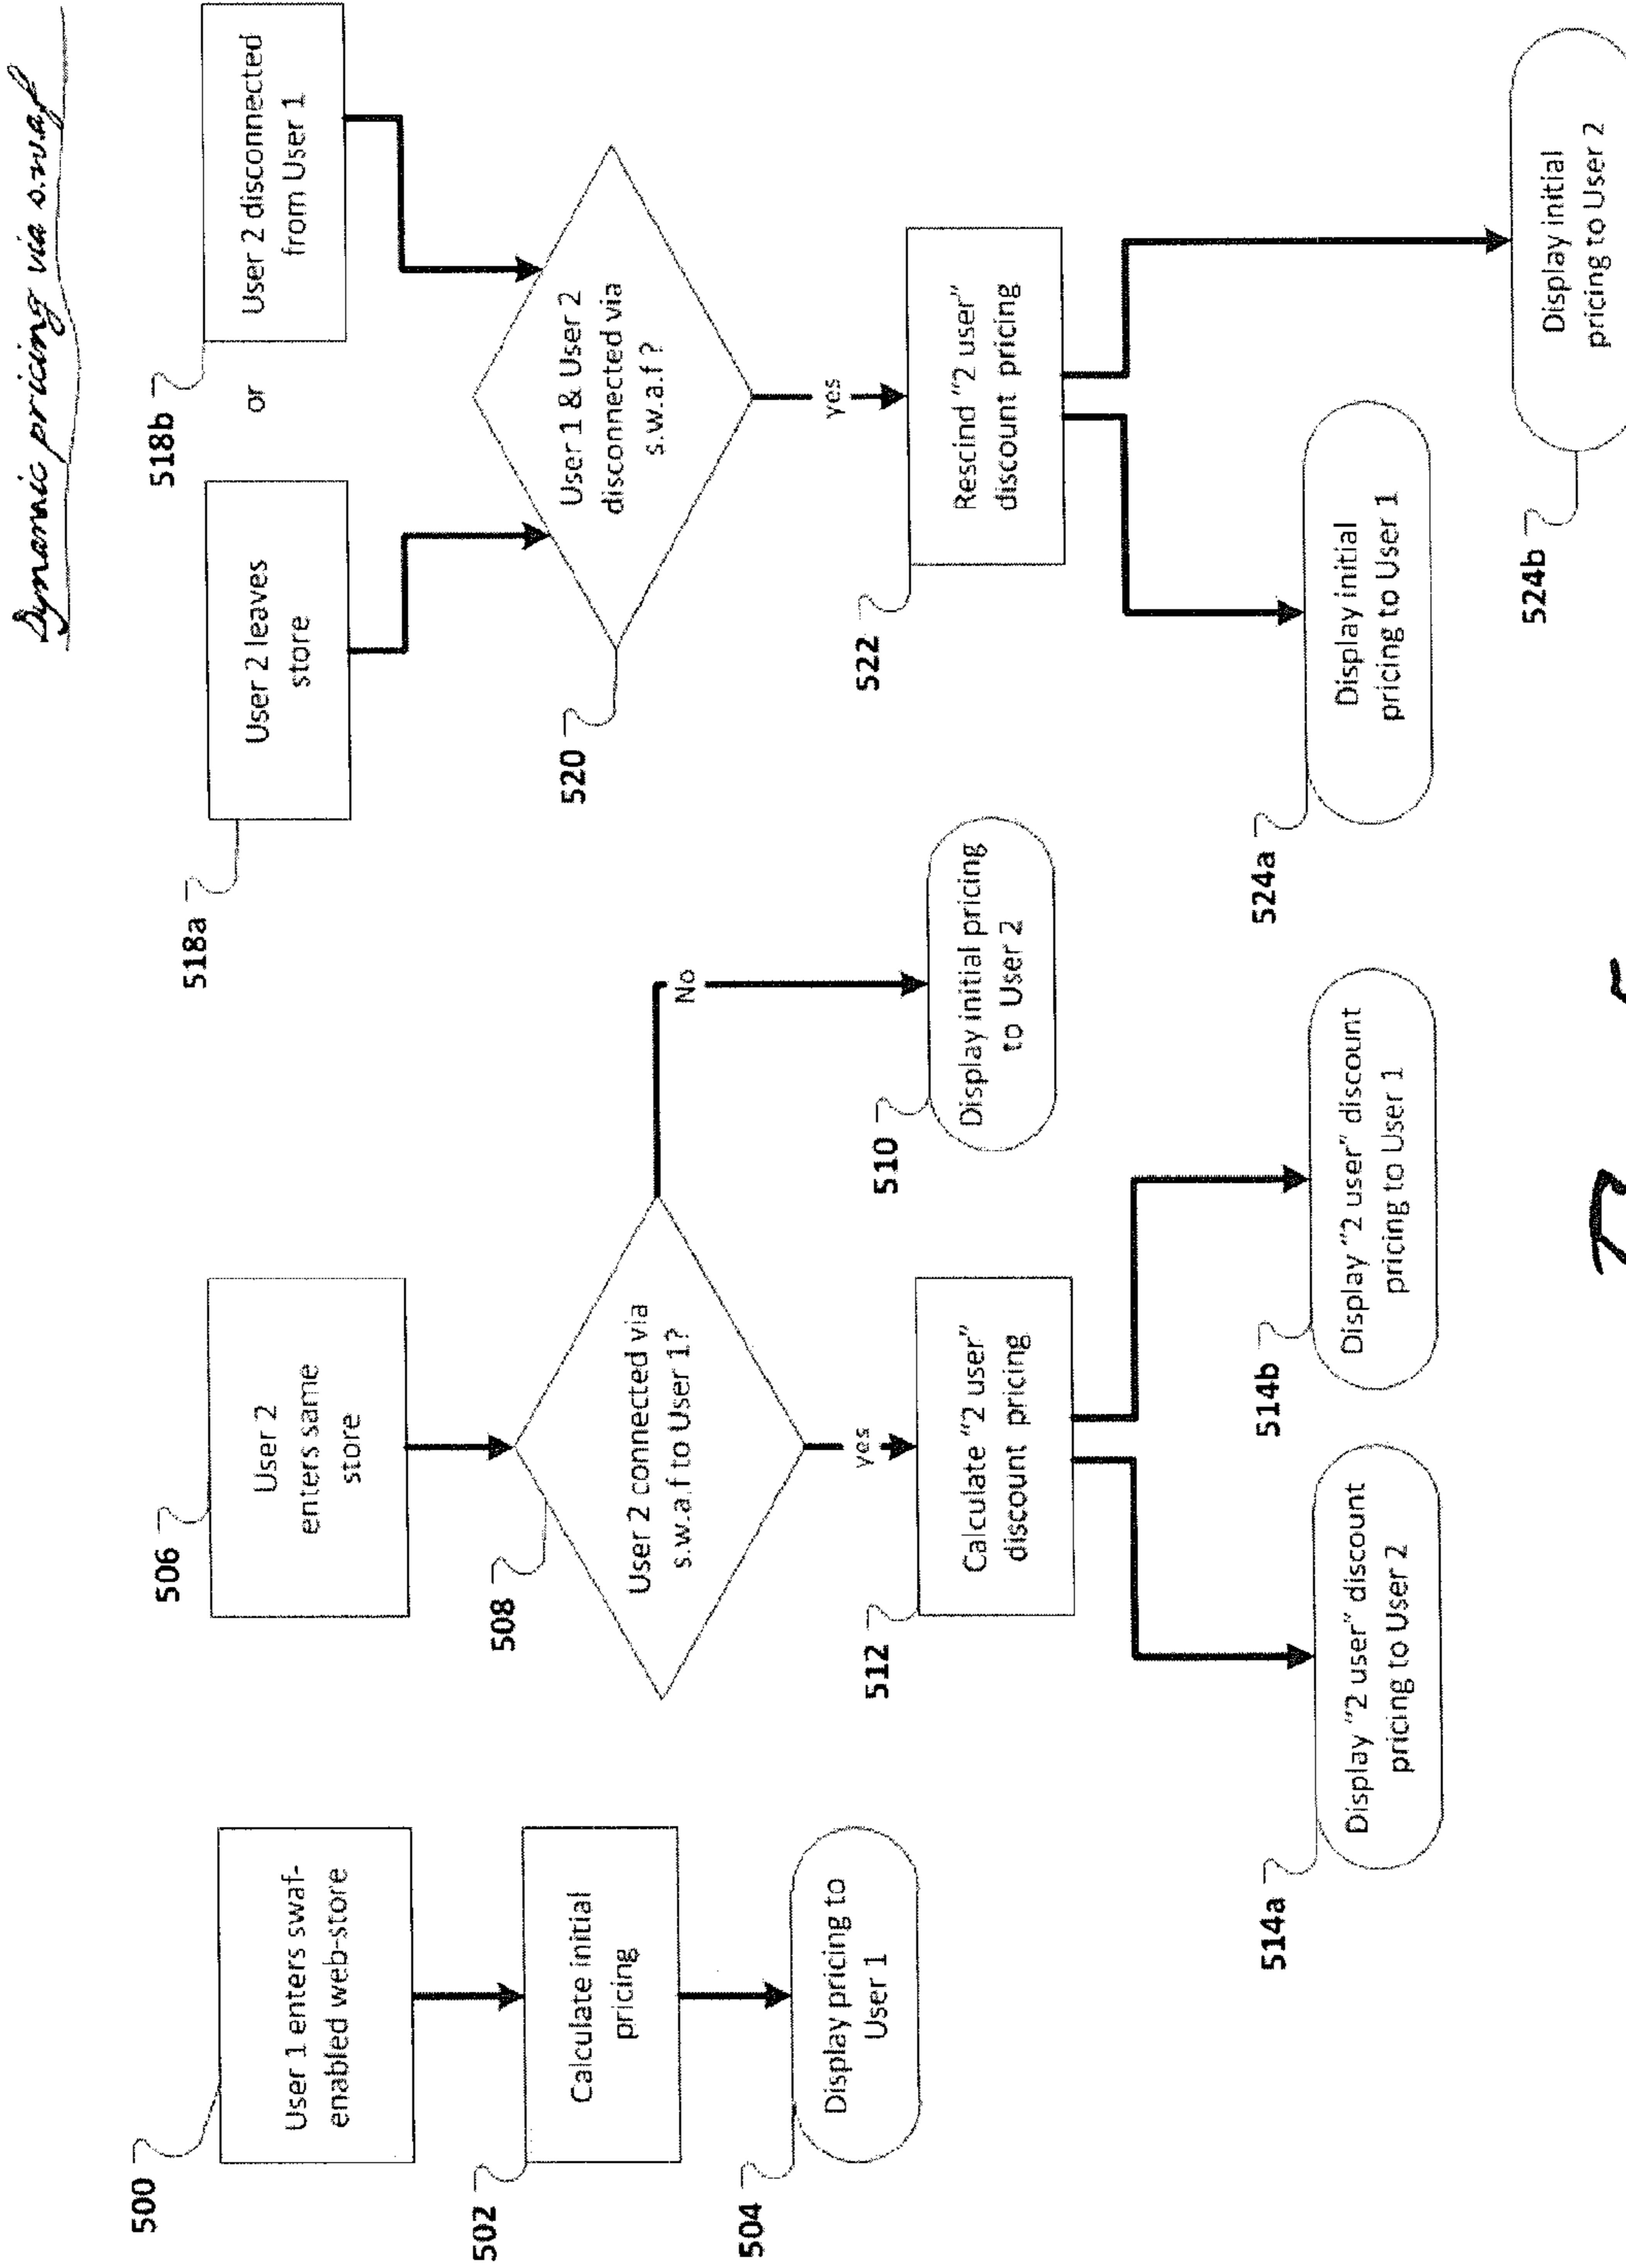 Dynamic pricing via s.w.a.f
500
User 1 enters swaf-
enabled web-store
502
Calculate initial
pricing
504
Display pricing to
User 1
506
User 2
enters same
store
508
User 2 connected via
s.w.a.f to User 1?
No
510
Display initial pricing
to User 2
yes
512
Calculate “2 user”
discount pricing
514a
Display “2 user” discount
pricing to User 2
514b
Display “2 user” discount
pricing to User 1
518a
User 2 leaves
store
or
518b
User 2 disconnected
from User 1
520
User 1 & User 2
disconnected via
s.w.a.f ?
yes
522
Rescind “2 user”
discount pricing
524a
Display initial
pricing to User 1
524b
Display initial
pricing to User 2